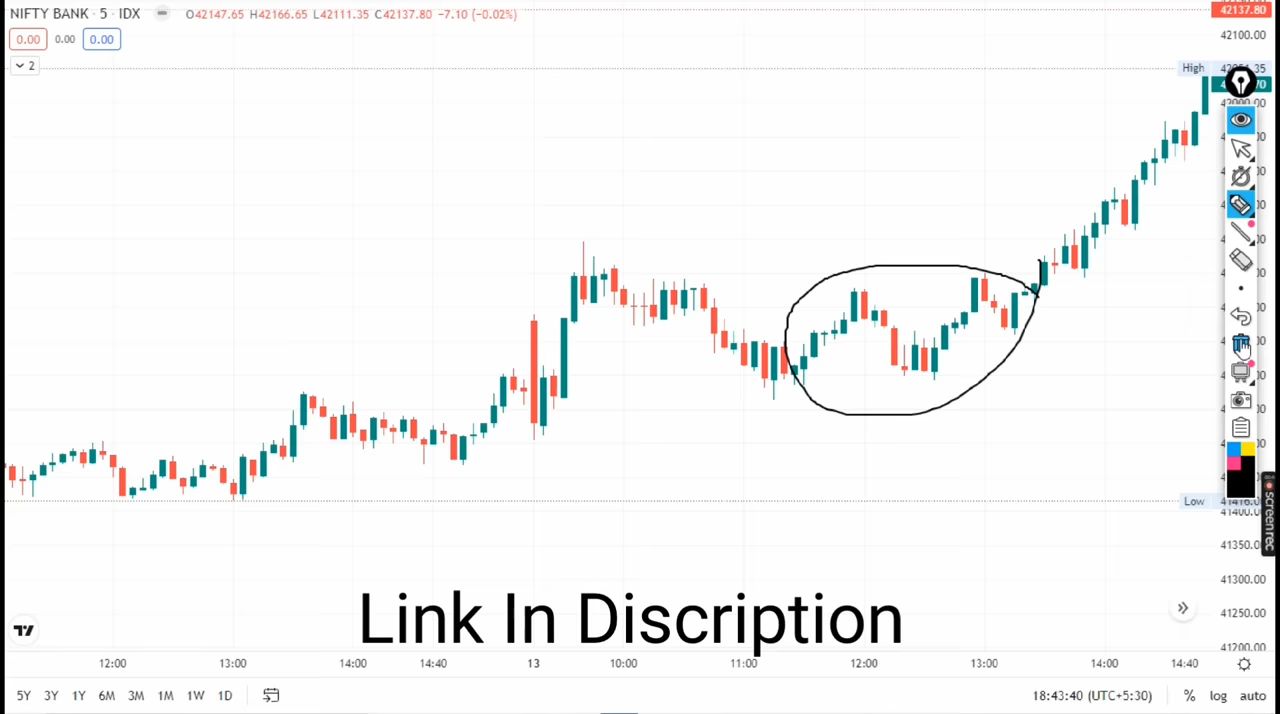 NIFTY BANK · 5 · IDX O42147.65 H42166.65 L42111.35 C42137.80 -7.10 (-0.02%)
42137.80
0.00 0.00 0.00
42100.00
2
High
42000.00
Low
41400.00
41350.00
41300.00
41250.00
41200.00
screenrec
Link In Discription
12:00 13:00 14:00 14:40 13 10:00 11:00 12:00 13:00 14:00 14:40
5Y 3Y 1Y 6M 3M 1M 1W 1D 18:43:40 (UTC+5:30) % log auto